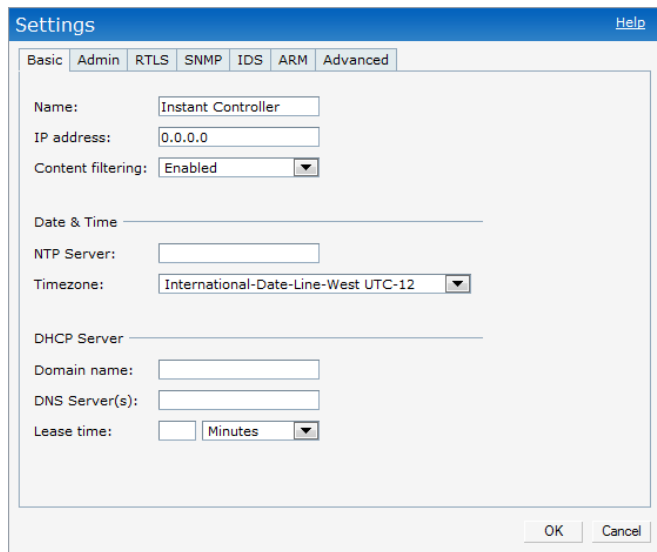 Settings Help
Basic Admin RTLS SNMP IDS ARM Advanced
Name: Instant Controller
IP address: 0.0.0.0
Content filtering: Enabled
Date & Time
NTP Server:
Timezone: International-Date-Line-West UTC-12
DHCP Server
Domain name:
DNS Server(s):
Lease time: Minutes
OK Cancel